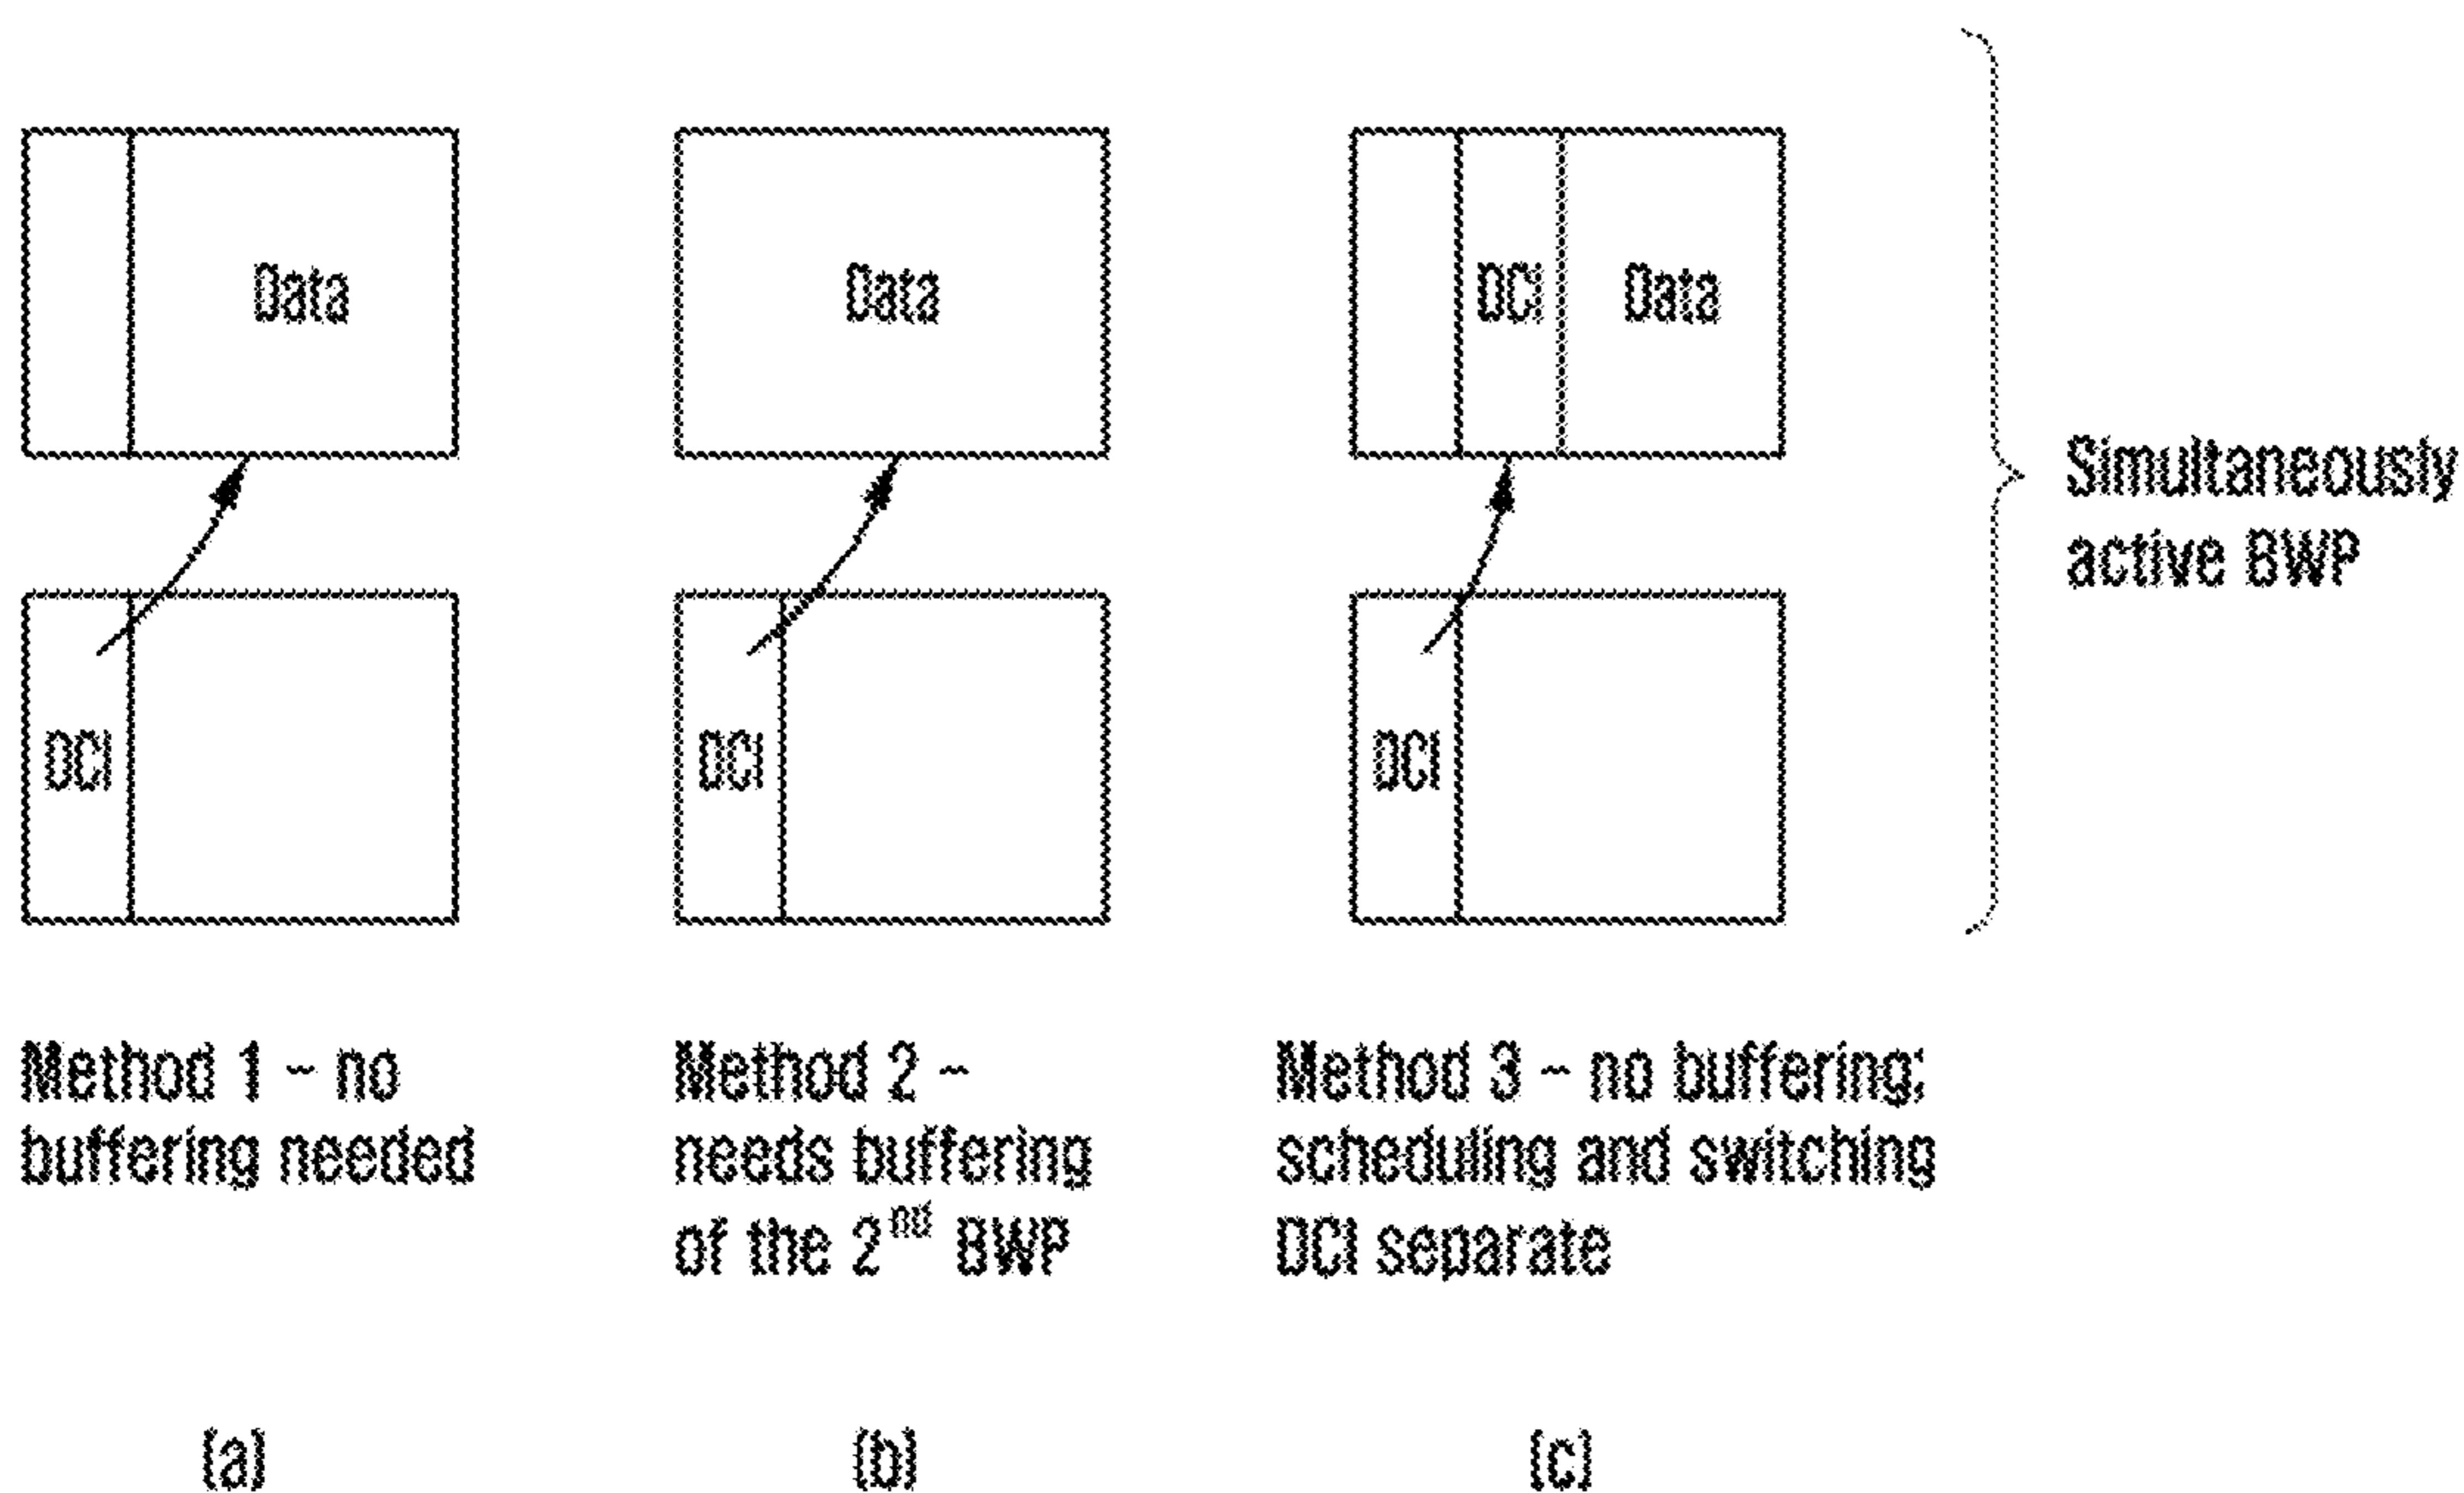 Data
Data
DCI
Data
Simultaneously
active BWP
DCI
DCI
DCI
Method 1 – no
buffering needed
Method 2 –
needs buffering
of the 2nd BWP
Method 3 – no buffering;
scheduling and switching
DCI separate
(a)
(b)
(c)